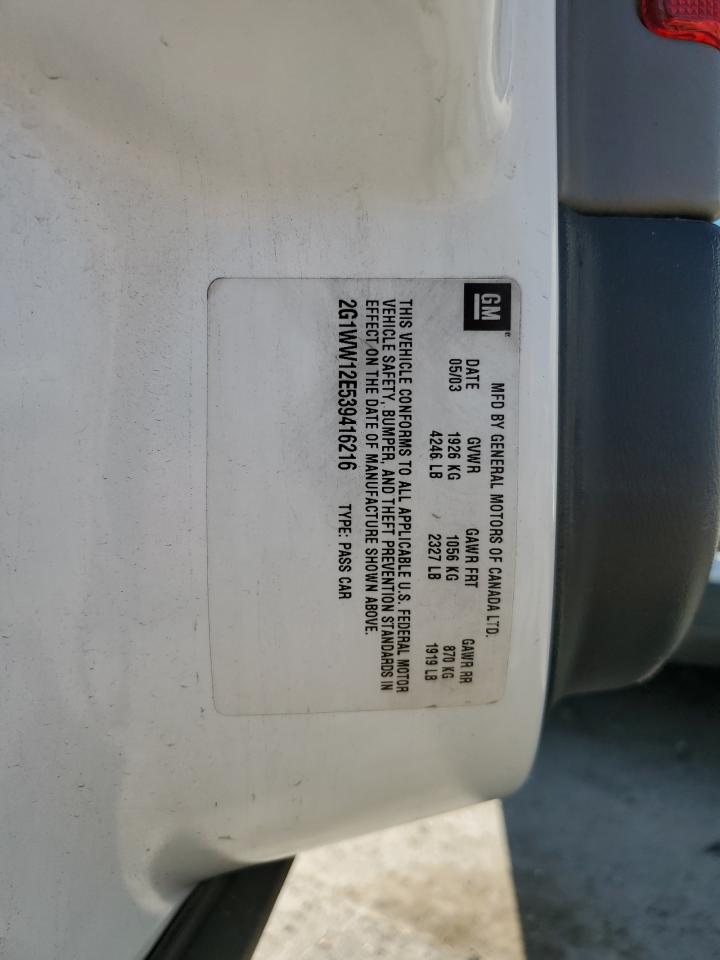 GM®
MFD BY GENERAL MOTORS OF CANADA LTD.
DATE GVWR GAWR FRT GAWR RR
05/03 1926 KG 1056 KG 870 KG
4246 LB 2327 LB 1919 LB
THIS VEHICLE CONFORMS TO ALL APPLICABLE U.S. FEDERAL MOTOR
VEHICLE SAFETY, BUMPER, AND THEFT PREVENTION STANDARDS IN
EFFECT ON THE DATE OF MANUFACTURE SHOWN ABOVE.
2G1WW12E539416216 TYPE: PASS CAR